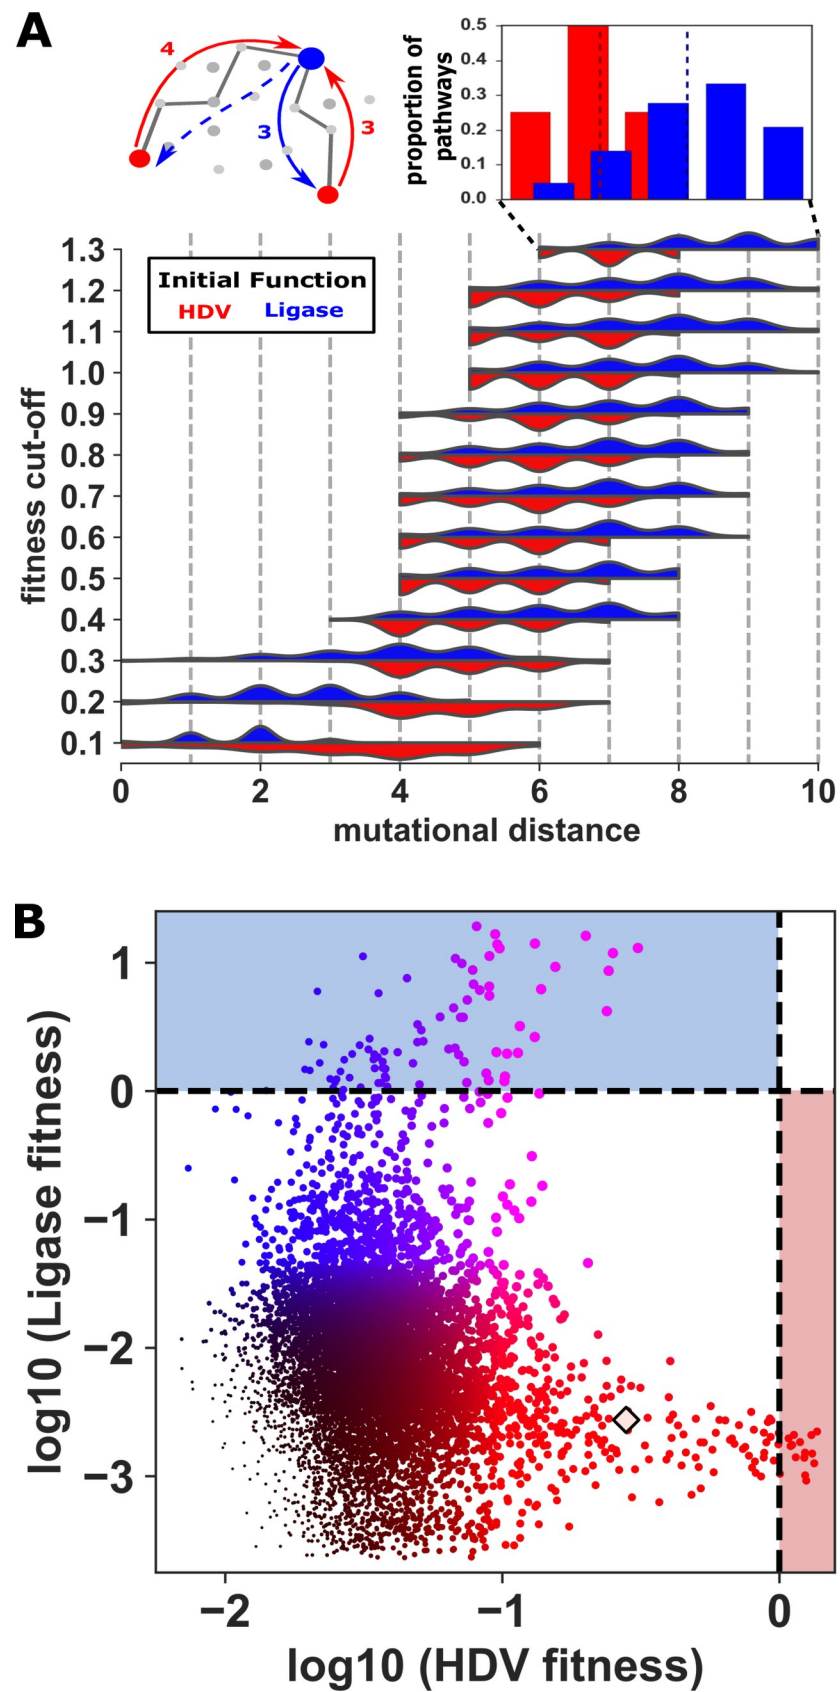 A
4
3
3
proportion of
pathways
0.5
0.4
0.3
0.2
0.1
0.0
Initial Function
HDV Ligase
fitness cut-off
1.3
1.2
1.1
1.0
0.9
0.8
0.7
0.6
0.5
0.4
0.3
0.2
0.1
0 2 4 6 8 10
mutational distance
B
log10 (Ligase fitness)
1
0
−1
−2
−3
−2 −1 0
log10 (HDV fitness)